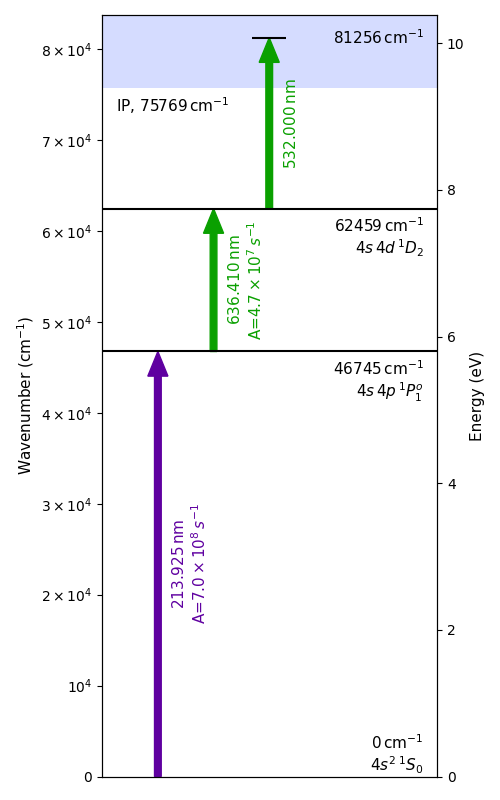 8 × 10⁴
7 × 10⁴
6 × 10⁴
5 × 10⁴
4 × 10⁴
3 × 10⁴
2 × 10⁴
10⁴
0
Wavenumber (cm⁻¹)
81256 cm⁻¹
IP, 75769 cm⁻¹
532.000 nm
62459 cm⁻¹
4s 4d ¹D₂
636.410 nm
A=4.7 × 10⁷ s⁻¹
46745 cm⁻¹
4s 4p ¹P₁ᵒ
213.925 nm
A=7.0 × 10⁸ s⁻¹
0 cm⁻¹
4s² ¹S₀
10
8
6
4
2
0
Energy (eV)